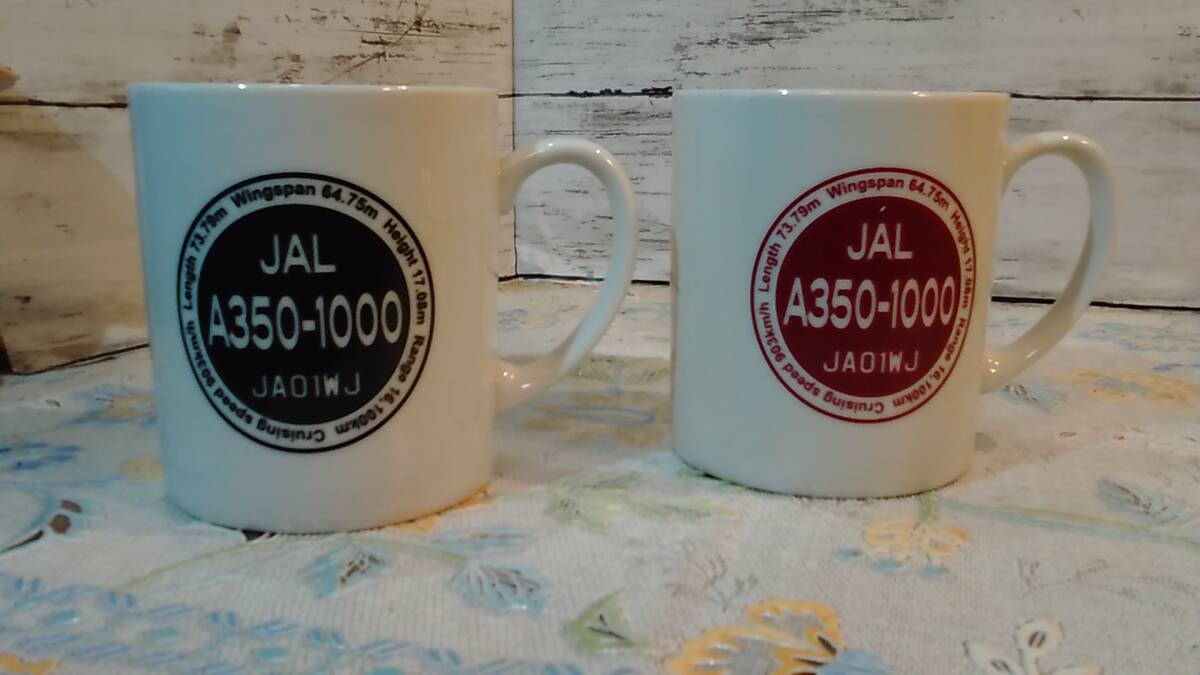 Length 73.79m Wingspan 64.75m Height 17.08m Range 16,100km Cruising speed 903km/h
JAL
A350-1000
JA01WJ
Length 73.79m Wingspan 64.75m Height 17.08m Range 16,100km Cruising speed 903km/h
JAL
A350-1000
JA01WJ